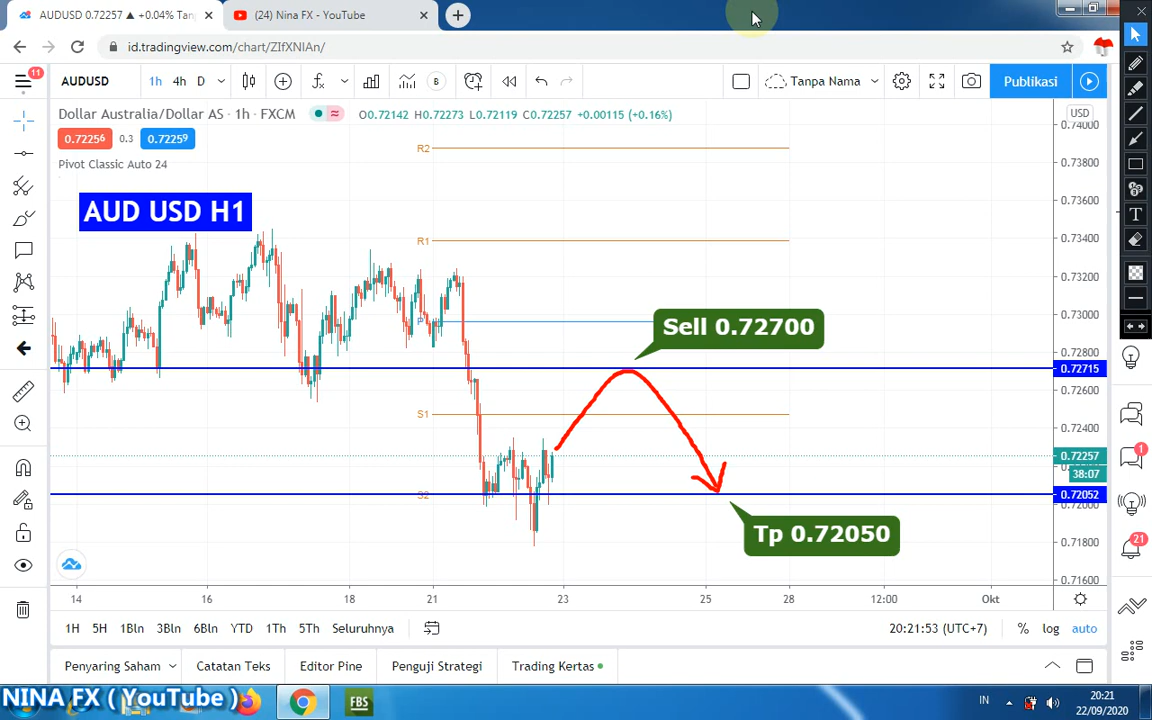 AUDUSD 0.72257 ▲ +0.04% Tan
(24) Nina FX - YouTube
id.tradingview.com/chart/ZIfXNIAn/
11
AUDUSD
1h 4h D
B
Tanpa Nama
Publikasi
Dollar Australia/Dollar AS · 1h · FXCM
O0.72142 H0.72273 L0.72119 C0.72257 +0.00115 (+0.16%)
USD
0.72256 0.3 0.72259
Pivot Classic Auto 24
AUD USD H1
R2
R1
P
S1
S2
Sell 0.72700
Tp 0.72050
0.74000
0.73800
0.73600
0.73400
0.73200
0.73000
0.72800
0.72715
0.72600
0.72400
0.72257
38:07
0.72052
0.72000
0.71800
0.71600
14 16 18 21 23 25 28 12:00 Okt
1H 5H 1Bln 3Bln 6Bln YTD 1Th 5Th Seluruhnya
20:21:53 (UTC+7) % log auto
Penyaring Saham Catatan Teks Editor Pine Penguji Strategi Trading Kertas
T
1
21
NINA FX ( YouTube )
FBS
IN
20:21
22/09/2020